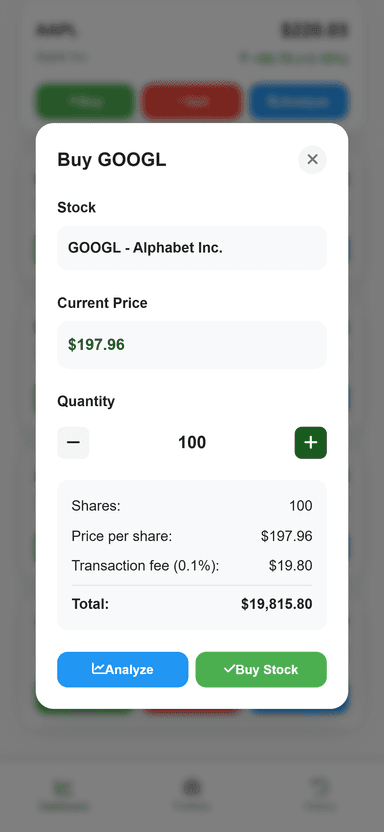 AAPL
$220.03
Buy GOOGL
Stock
GOOGL - Alphabet Inc.
Current Price
$197.96
Quantity
100
Shares: 100
Price per share: $197.96
Transaction fee (0.1%): $19.80
Total: $19,815.80
Analyze Buy Stock